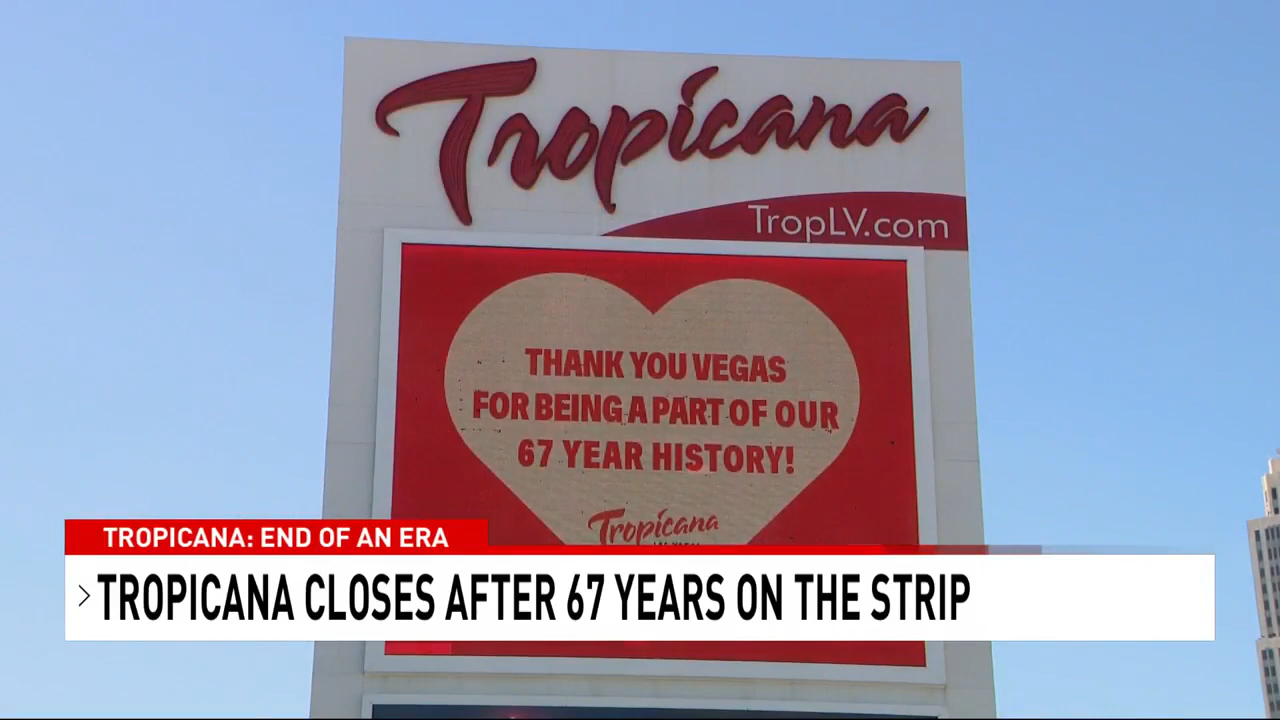 Tropicana
TropLV.com
THANK YOU VEGAS
FOR BEING A PART OF OUR
67 YEAR HISTORY!
Tropicana
TROPICANA: END OF AN ERA
TROPICANA CLOSES AFTER 67 YEARS ON THE STRIP